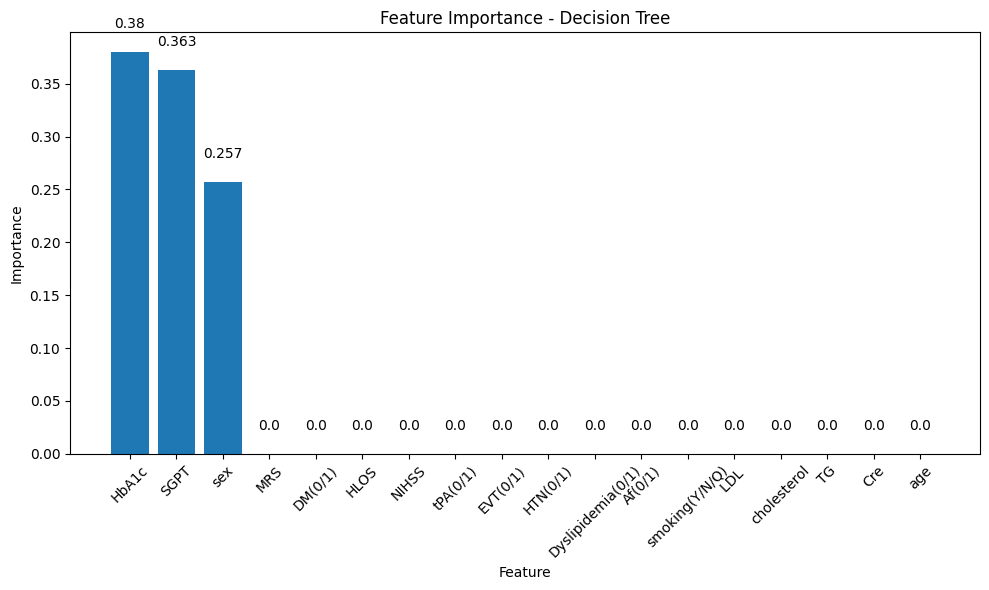 Feature Importance - Decision Tree
0.38
0.363
0.257
0.0 0.0 0.0 0.0 0.0 0.0 0.0 0.0 0.0 0.0 0.0 0.0 0.0 0.0 0.0
Importance
0.35
0.30
0.25
0.20
0.15
0.10
0.05
0.00
HbA1c
SGPT
sex
MRS
DM(0/1)
HLOS
NIHSS
tPA(0/1)
EVT(0/1)
HTN(0/1)
Dyslipidemia(0/1)
Af(0/1)
smoking(Y/N/Q)
LDL
cholesterol
TG
Cre
age
Feature